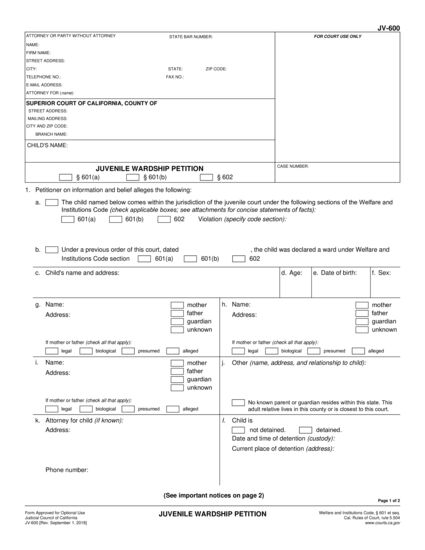 JV-600
ATTORNEY OR PARTY WITHOUT ATTORNEY STATE BAR NUMBER: FOR COURT USE ONLY
NAME:
FIRM NAME:
STREET ADDRESS:
CITY: STATE: ZIP CODE:
TELEPHONE NO.: FAX NO.:
E-MAIL ADDRESS:
ATTORNEY FOR (name):
SUPERIOR COURT OF CALIFORNIA, COUNTY OF
STREET ADDRESS:
MAILING ADDRESS:
CITY AND ZIP CODE:
BRANCH NAME:
CHILD'S NAME:
JUVENILE WARDSHIP PETITION CASE NUMBER:
§ 601(a) § 601(b) § 602
1. Petitioner on information and belief alleges the following:
a. The child named below comes within the jurisdiction of the juvenile court under the following sections of the Welfare and
Institutions Code (check applicable boxes; see attachments for concise statements of facts):
601(a) 601(b) 602 Violation (specify code section):
b. Under a previous order of this court, dated , the child was declared a ward under Welfare and
Institutions Code section 601(a) 601(b) 602
c. Child's name and address: d. Age: e. Date of birth: f. Sex:
g. Name: mother h. Name: mother
Address: father Address: father
guardian guardian
unknown unknown
If mother or father (check all that apply): If mother or father (check all that apply):
legal biological presumed alleged legal biological presumed alleged
i. Name: mother j. Other (name, address, and relationship to child):
Address: father
guardian
unknown
If mother or father (check all that apply): No known parent or guardian resides within this state. This
legal biological presumed alleged adult relative lives in this county or is closest to this court.
k. Attorney for child (if known): l. Child is
Address: not detained. detained.
Date and time of detention (custody):
Current place of detention (address):
Phone number:
(See important notices on page 2)
Page 1 of 2
Form Approved for Optional Use
Judicial Council of California
JV-600 [Rev. September 1, 2018]
JUVENILE WARDSHIP PETITION
Welfare and Institutions Code, § 601 et seq.
Cal. Rules of Court, rule 5.504
www.courts.ca.gov